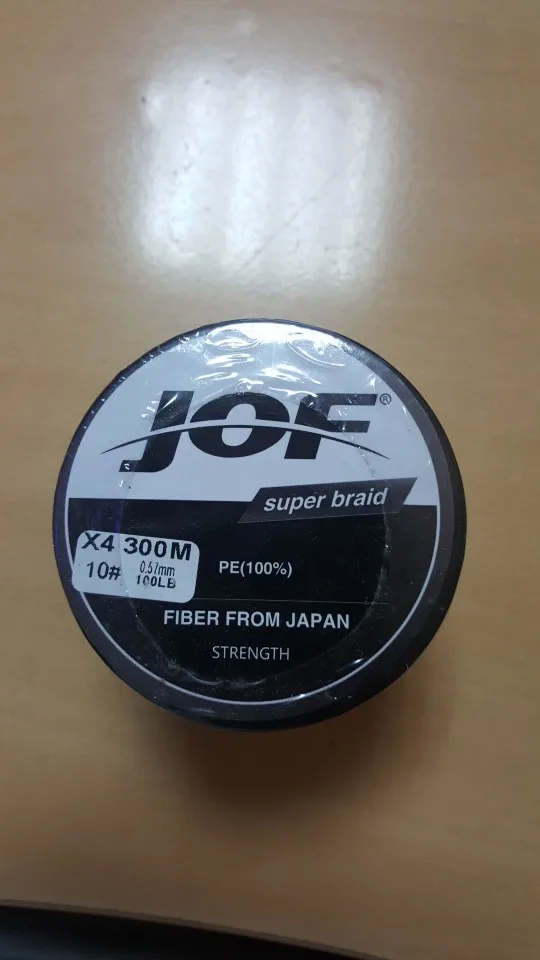 JOF®
super braid
X4 300M
10# 0.57mm
100LB
PE(100%)
FIBER FROM JAPAN
STRENGTH